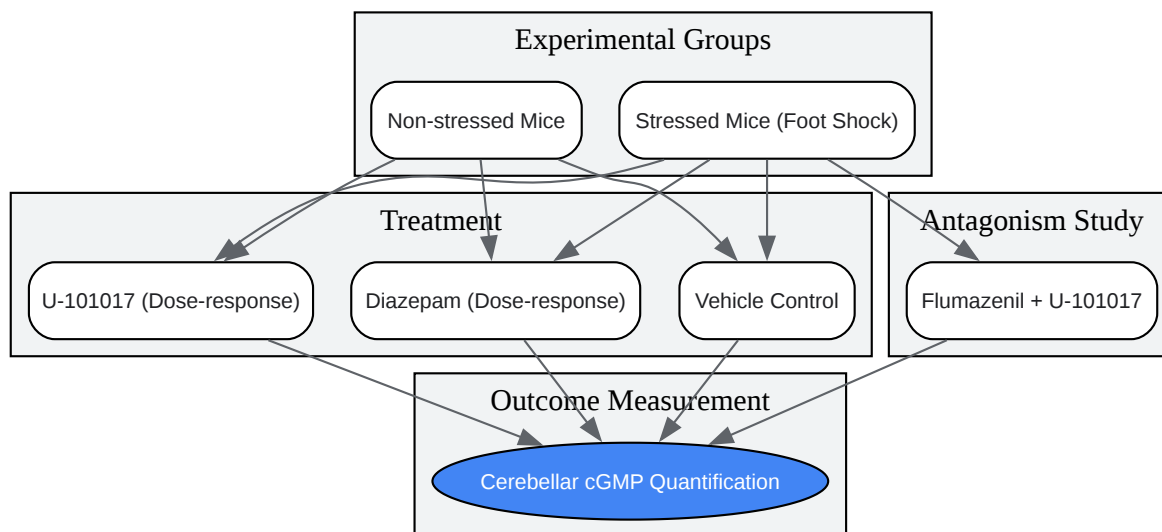 Experimental Groups
Non-stressed Mice
Stressed Mice (Foot Shock)
Treatment
Antagonism Study
U-101017 (Dose-response)
Diazepam (Dose-response)
Vehicle Control
Flumazenil + U-101017
Outcome Measurement
Cerebellar cGMP Quantification